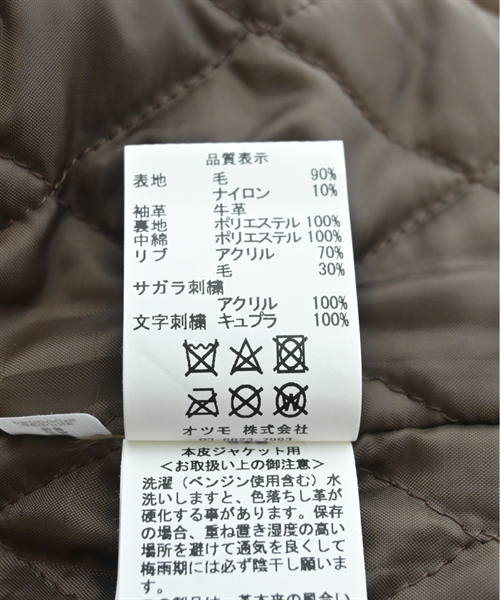 品質表示
表地 毛 90%
ナイロン 10%
袖革 牛革
裏地 ポリエステル 100%
中綿 ポリエステル 100%
リブ アクリル 70%
毛 30%
サガラ刺繍
アクリル 100%
文字刺繍 キュプラ 100%
オツモ 株式会社
本皮ジャケット用
<お取扱い上の御注意>
洗濯(ベンジン使用含む)水
洗いしますと、色落ちし革が
硬化する事があります。保存
の場合、重ね置き湿度の高い
場所を避けて通気を良くして
梅雨期には必ず陰干し願いま
す。